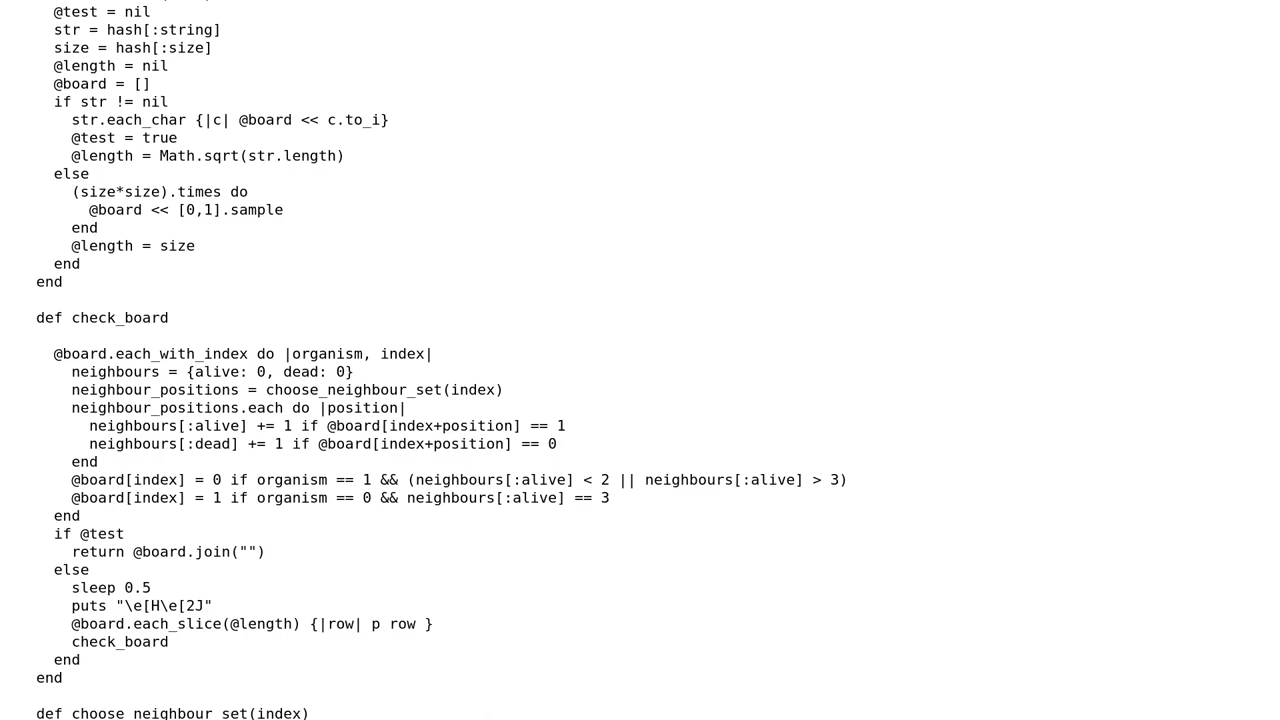 @test = nil
str = hash[:string]
size = hash[:size]
@length = nil
@board = []
if str != nil
str.each_char {|c| @board << c.to_i}
@test = true
@length = Math.sqrt(str.length)
else
(size*size).times do
@board << [0,1].sample
end
@length = size
end
end
def check_board
@board.each_with_index do |organism, index|
neighbours = {alive: 0, dead: 0}
neighbour_positions = choose_neighbour_set(index)
neighbour_positions.each do |position|
neighbours[:alive] += 1 if @board[index+position] == 1
neighbours[:dead] += 1 if @board[index+position] == 0
end
@board[index] = 0 if organism == 1 && (neighbours[:alive] < 2 || neighbours[:alive] > 3)
@board[index] = 1 if organism == 0 && neighbours[:alive] == 3
end
if @test
return @board.join("")
else
sleep 0.5
puts "\e[H\e[2J"
@board.each_slice(@length) {|row| p row }
check_board
end
end
def choose_neighbour_set(index)